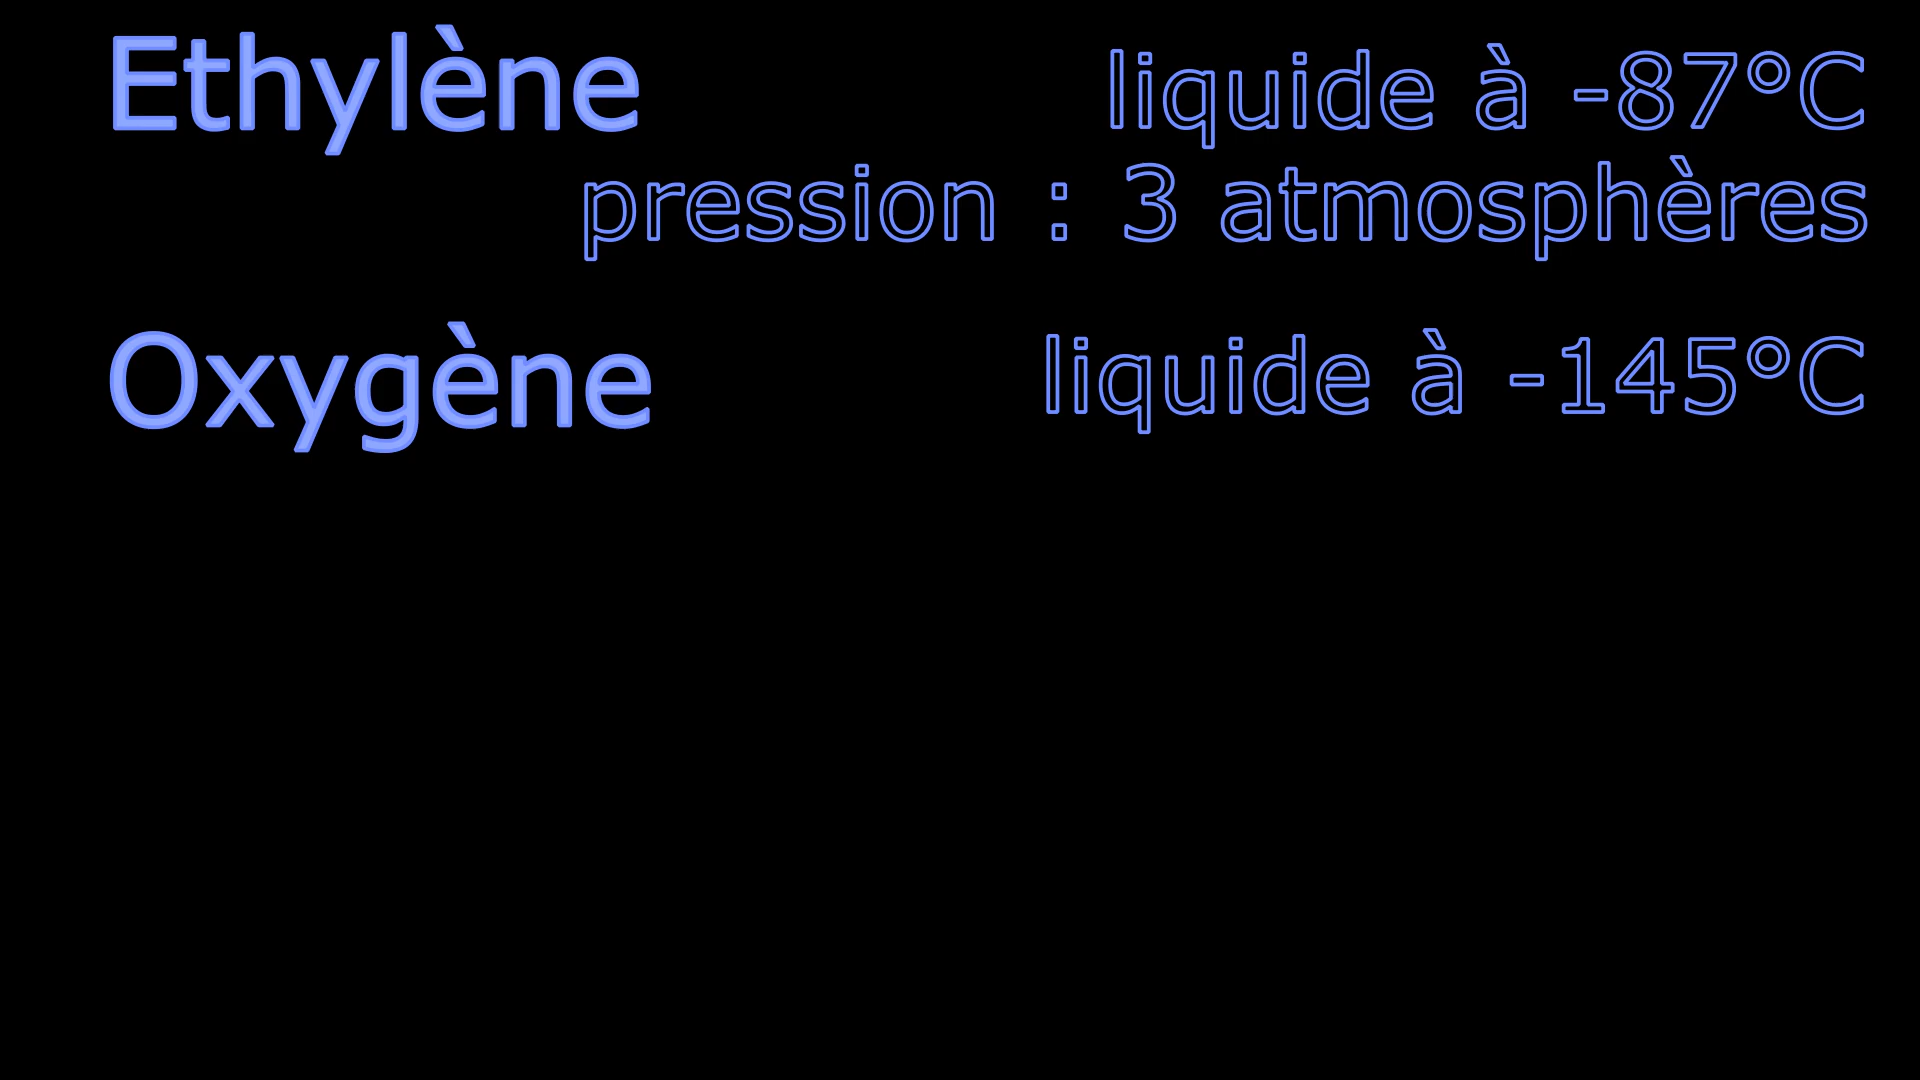 Ethylène liquide à -87°C
pression : 3 atmosphères
Oxygène liquide à -145°C